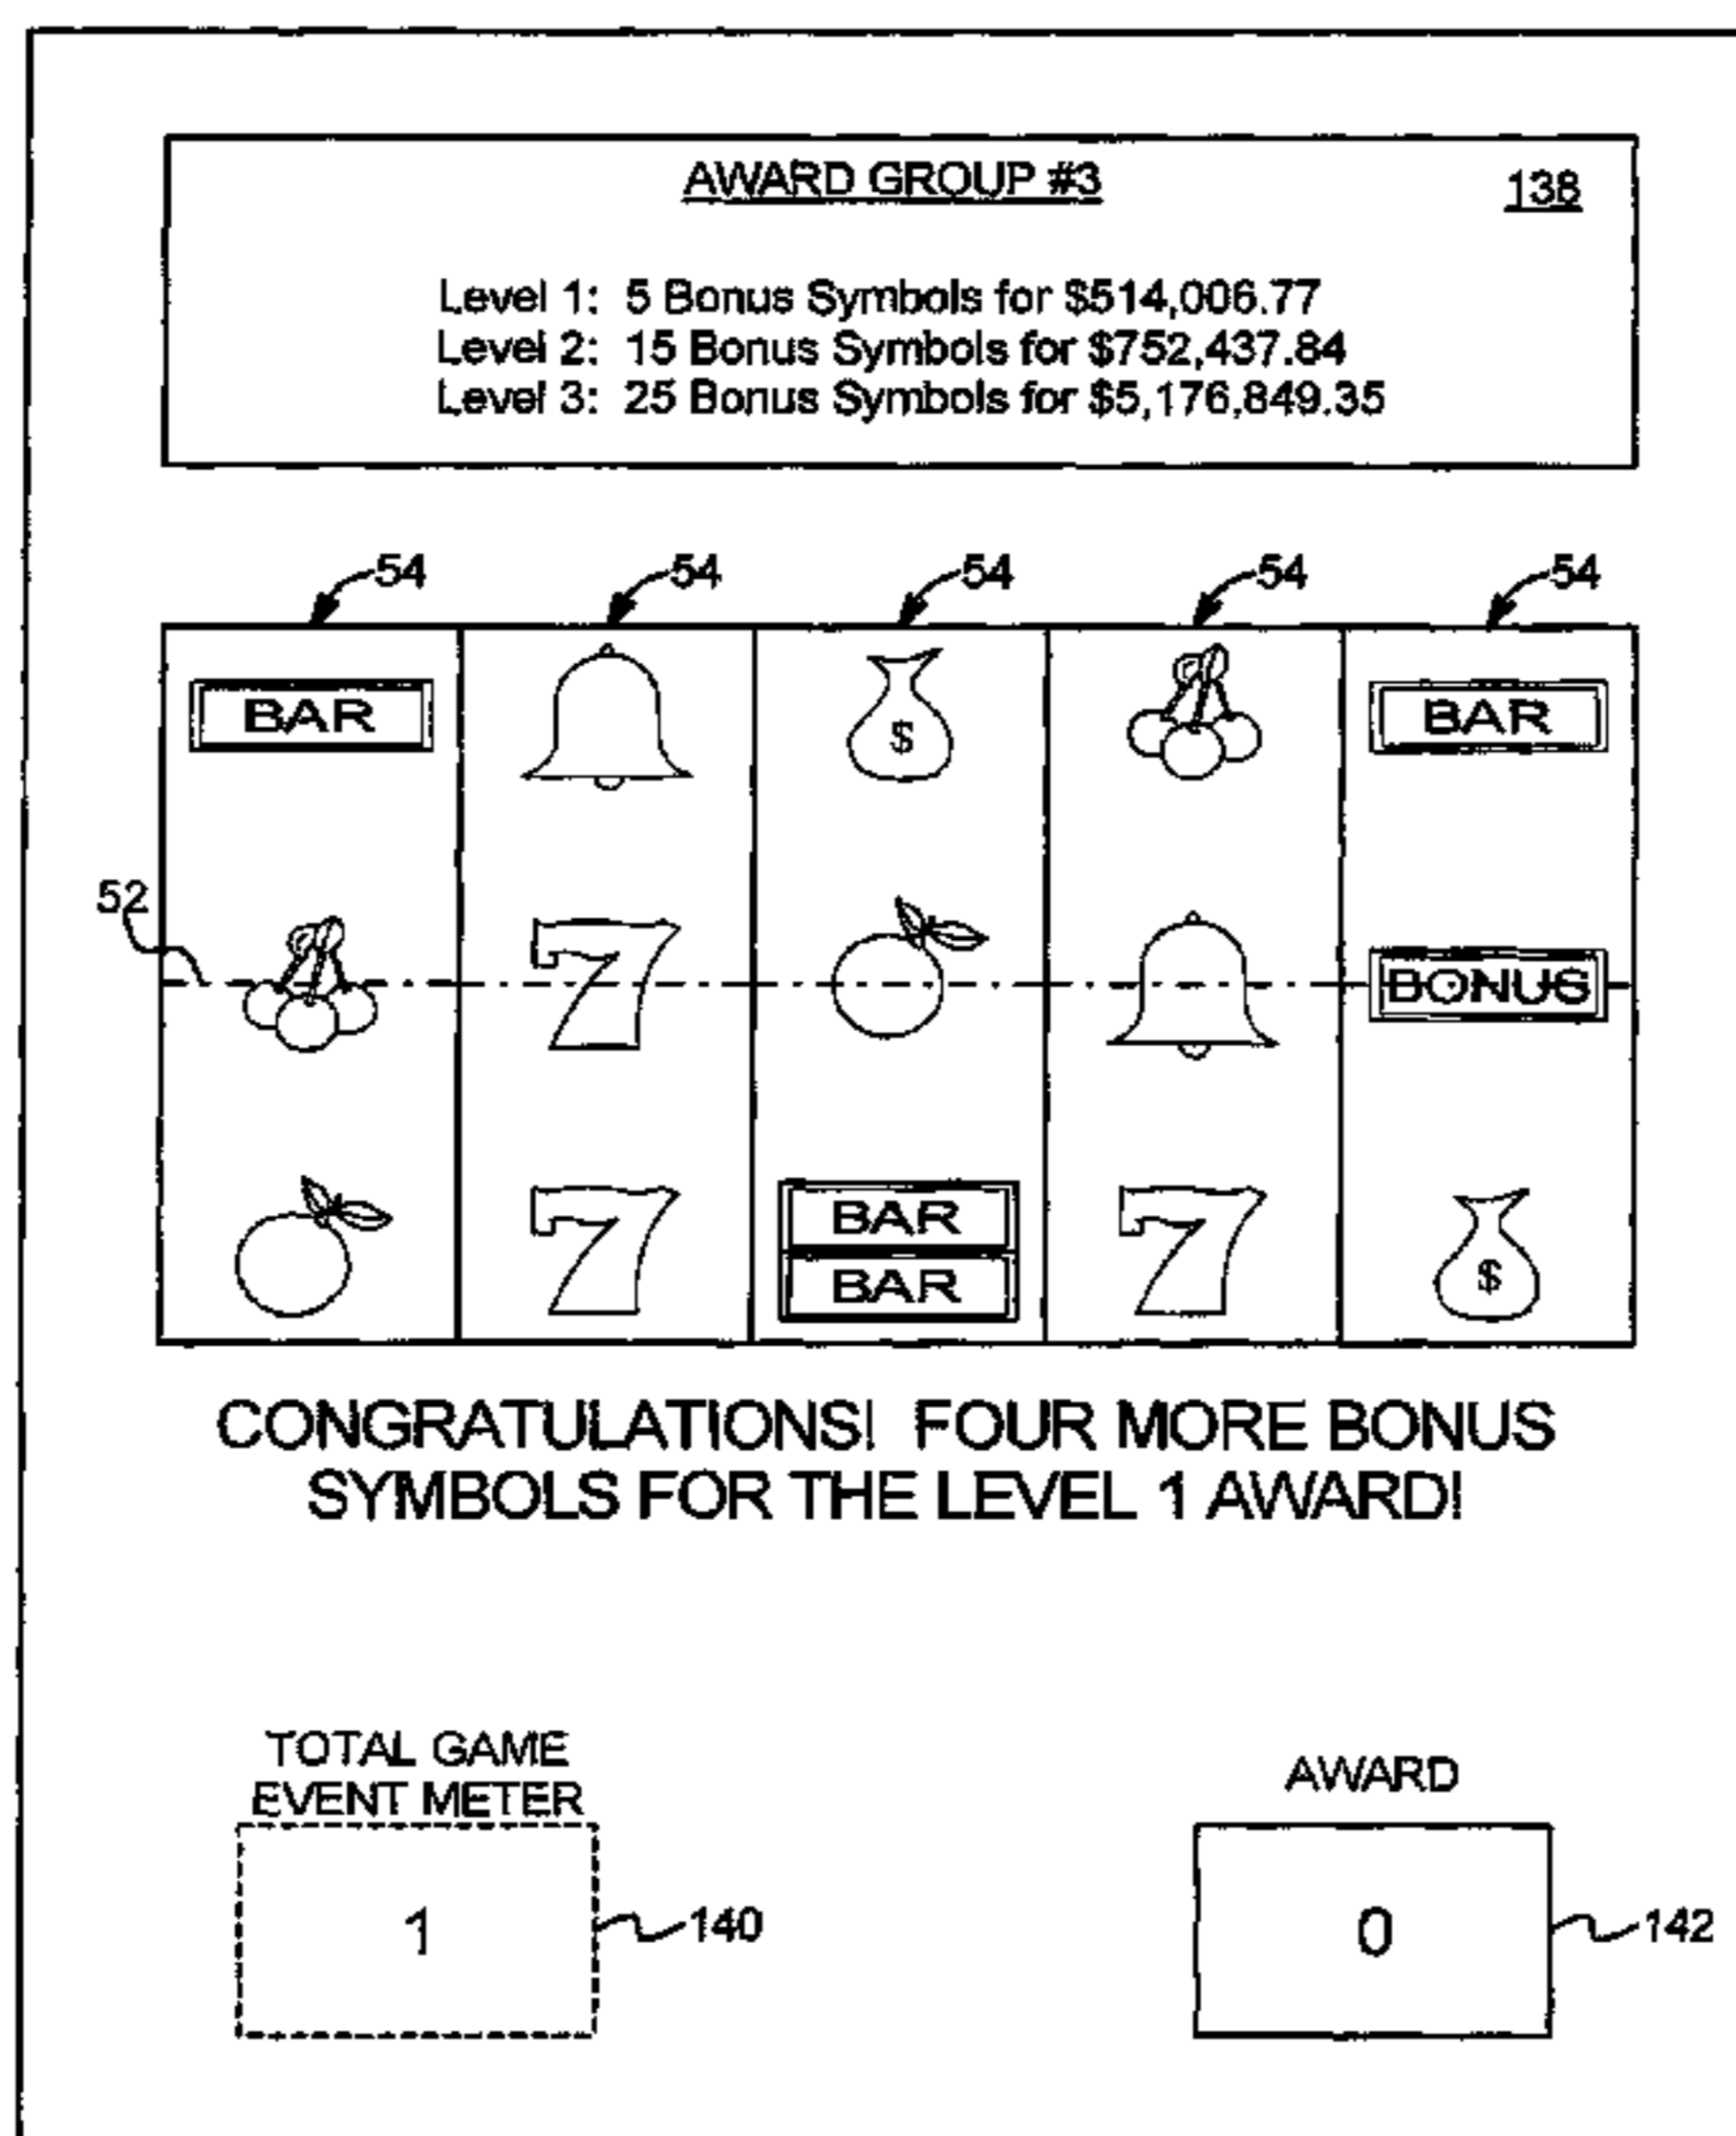 AWARD GROUP #3
138
Level 1: 5 Bonus Symbols for $514,006.77
Level 2: 15 Bonus Symbols for $752,437.84
Level 3: 25 Bonus Symbols for $5,176,849.35
54 54 54 54 54
BAR $ BAR
52
7 BONUS
7 BAR 7 $
BAR
CONGRATULATIONS! FOUR MORE BONUS
SYMBOLS FOR THE LEVEL 1 AWARD!
TOTAL GAME
EVENT METER
1
140
AWARD
0
142